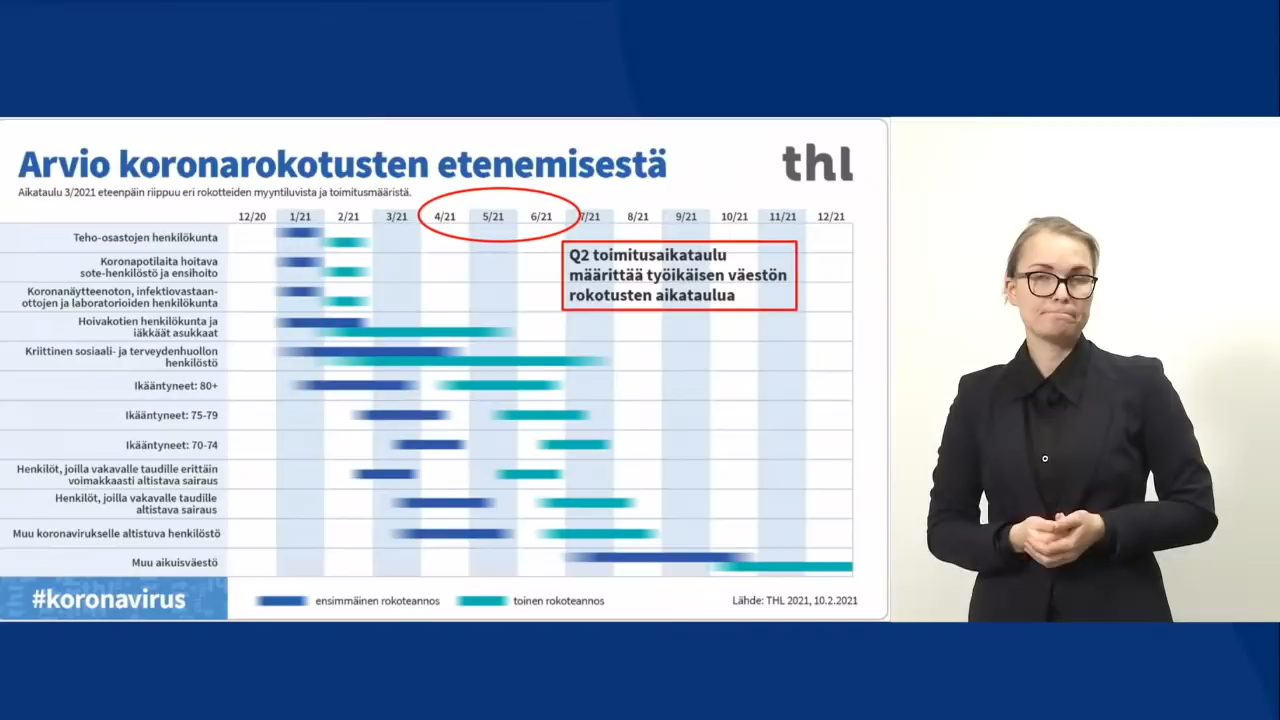 Arvio koronarokotusten etenemisestä
thl
Aikataulu 3/2021 eteenpäin riippuu eri rokotteiden myyntiluvista ja toimitusmääristä.
12/20 1/21 2/21 3/21 4/21 5/21 6/21 7/21 8/21 9/21 10/21 11/21 12/21
Teho-osastojen henkilökunta
Koronapotilaita hoitava
sote-henkilöstö ja ensihoito
Koronanäytteenoton, infektiovastaan-
ottojen ja laboratorioiden henkilökunta
Hoivakotien henkilökunta ja
iäkkäät asukkaat
Kriittinen sosiaali- ja terveydenhuollon
henkilöstö
Ikääntyneet: 80+
Ikääntyneet: 75-79
Ikääntyneet: 70-74
Henkilöt, joilla vakavalle taudille erittäin
voimakkaasti altistava sairaus
Henkilöt, joilla vakavalle taudille
altistava sairaus
Muu koronavirukselle altistuva henkilöstö
Muu aikuisväestö
Q2 toimitusaikataulu
määrittää työikäisen väestön
rokotusten aikataulua
#koronavirus
ensimmäinen rokoteannos
toinen rokoteannos
Lähde: THL 2021, 10.2.2021